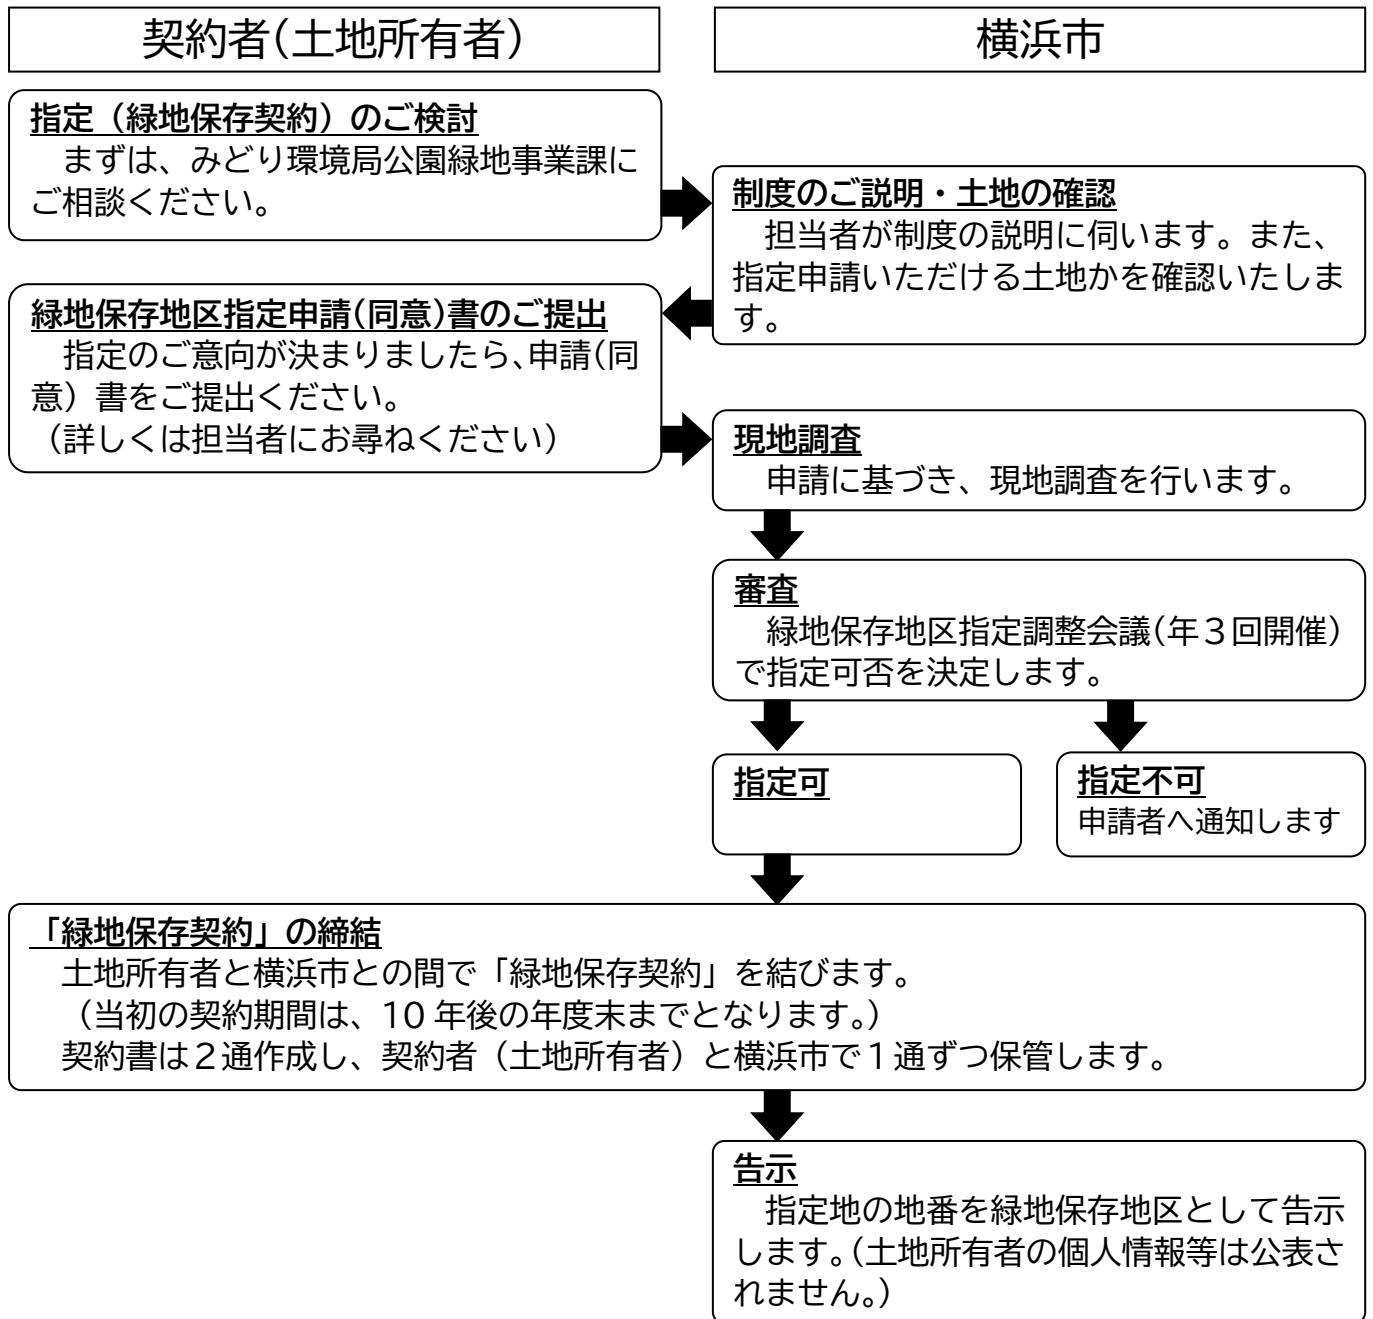 契約者(土地所有者)
横浜市
指定（緑地保存契約）のご検討
まずは、みどり環境局公園緑地事業課に
ご相談ください。
制度のご説明・土地の確認
担当者が制度の説明に伺います。また、
指定申請いただける土地かを確認いたしま
す。
緑地保存地区指定申請(同意)書のご提出
指定のご意向が決まりましたら、申請(同
意）書をご提出ください。
（詳しくは担当者にお尋ねください）
現地調査
申請に基づき、現地調査を行います。
審査
緑地保存地区指定調整会議(年３回開催)
で指定可否を決定します。
指定可
指定不可
申請者へ通知します
「緑地保存契約」の締結
土地所有者と横浜市との間で「緑地保存契約」を結びます。
（当初の契約期間は、10 年後の年度末までとなります。）
契約書は２通作成し、契約者（土地所有者）と横浜市で１通ずつ保管します。
告示
指定地の地番を緑地保存地区として告示
します。(土地所有者の個人情報等は公表さ
れません。)